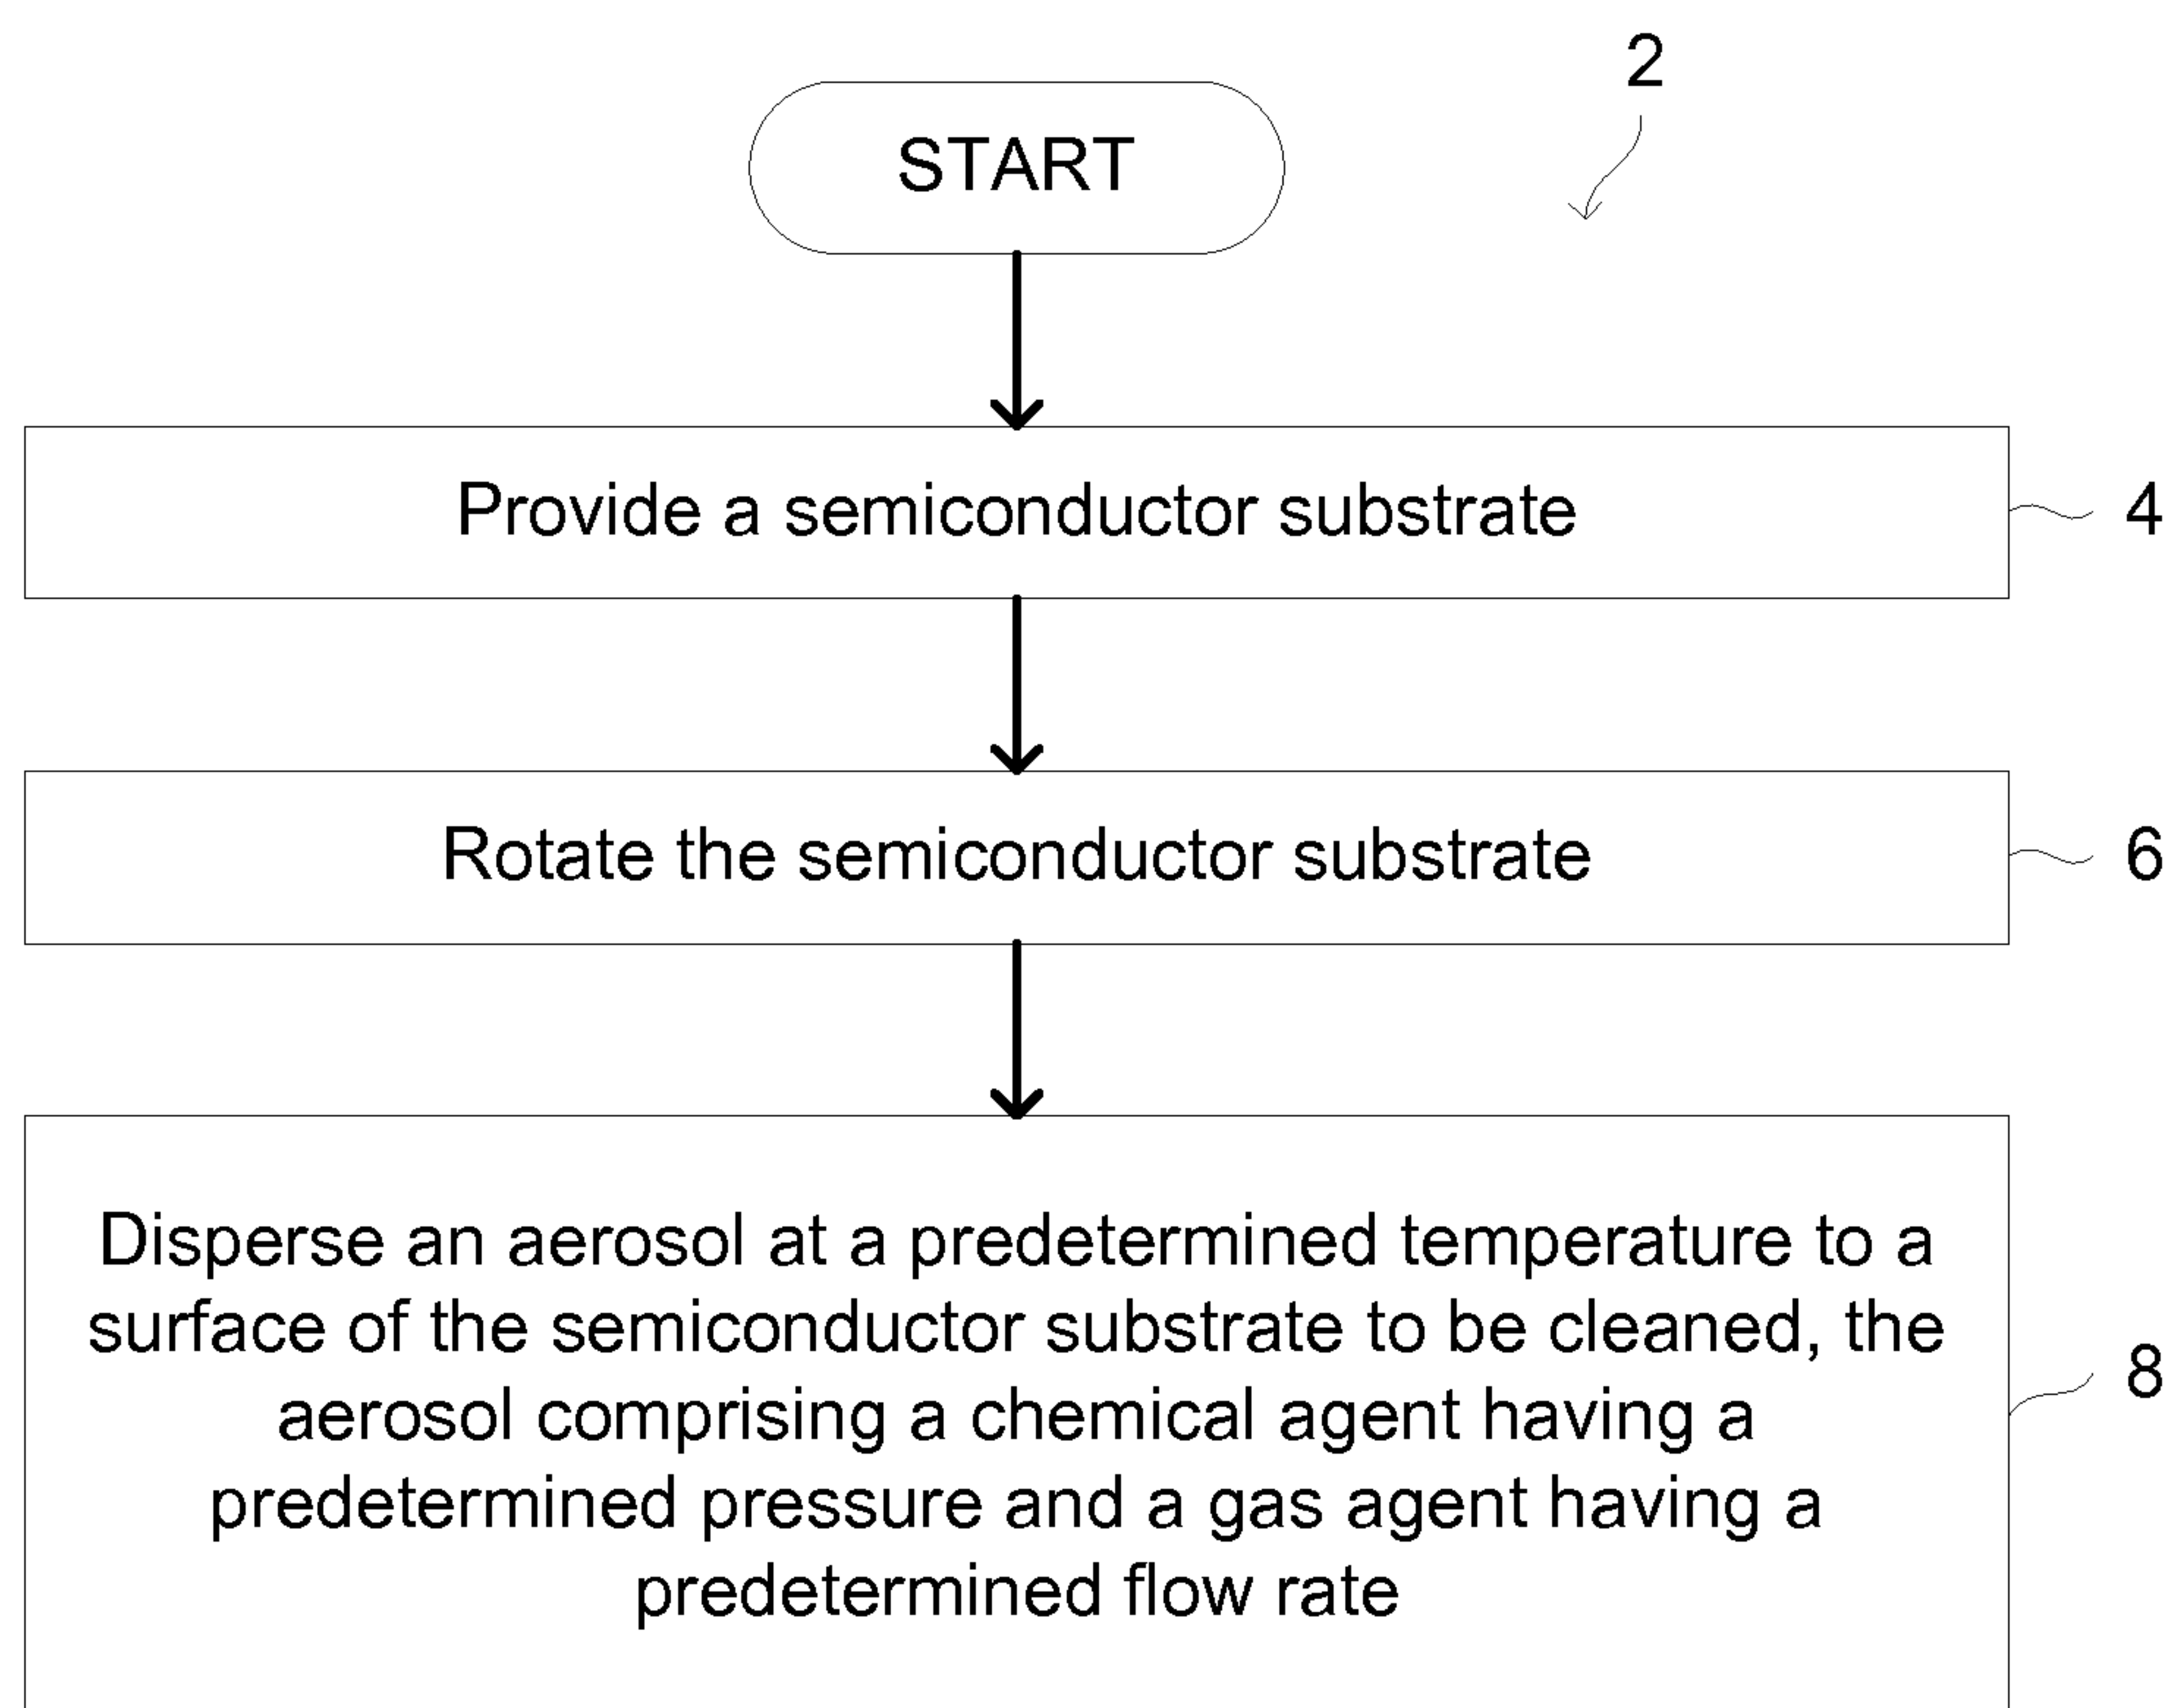 2
START
Provide a semiconductor substrate
4
Rotate the semiconductor substrate
6
Disperse an aerosol at a predetermined temperature to a
surface of the semiconductor substrate to be cleaned, the
aerosol comprising a chemical agent having a
predetermined pressure and a gas agent having a
predetermined flow rate
8